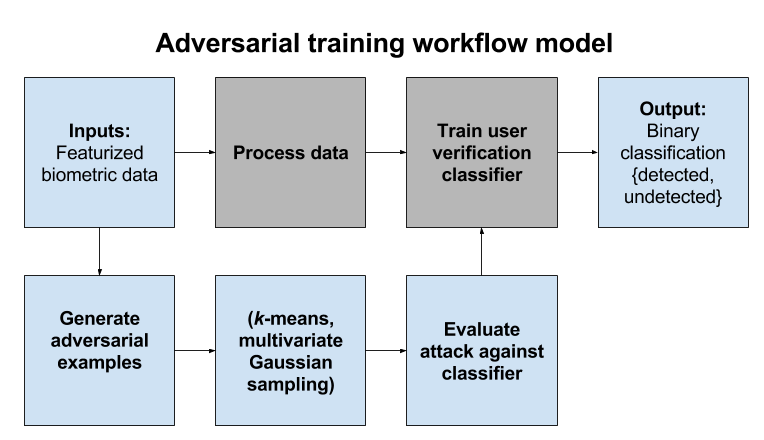 Adversarial training workflow model
Inputs:
Featurized
biometric data
Process data
Train user
verification
classifier
Output:
Binary
classification
{detected,
undetected}
Generate
adversarial
examples
(k-means,
multivariate
Gaussian
sampling)
Evaluate
attack against
classifier